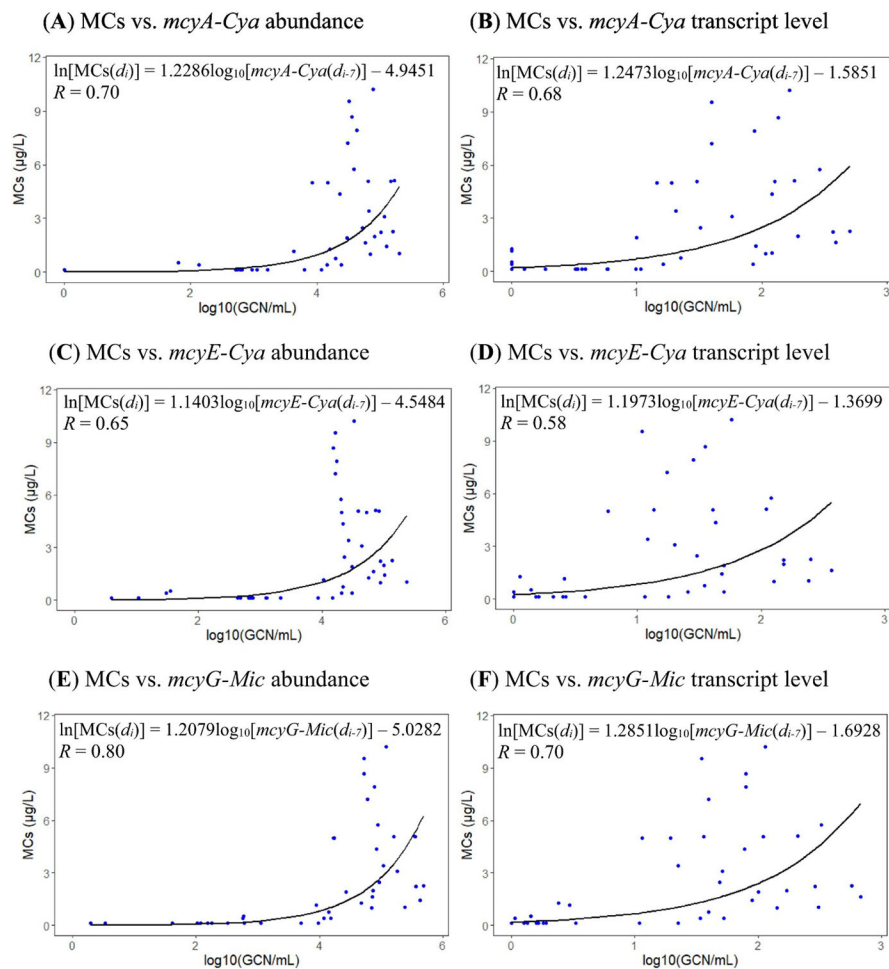 (A) MCs vs. mcyA-Cya abundance
ln[MCs(di)] = 1.2286log10[mcyA-Cya(di-7)] – 4.9451
R = 0.70
12
9
6
3
0
MCs (µg/L)
0 2 4 6
log10(GCN/mL)
(B) MCs vs. mcyA-Cya transcript level
ln[MCs(di)] = 1.2473log10[mcyA-Cya(di-7)] – 1.5851
R = 0.68
12
9
6
3
0
MCs (µg/L)
0 1 2 3
log10(GCN/mL)
(C) MCs vs. mcyE-Cya abundance
ln[MCs(di)] = 1.1403log10[mcyE-Cya(di-7)] – 4.5484
R = 0.65
12
9
6
3
0
MCs (µg/L)
0 2 4 6
log10(GCN/mL)
(D) MCs vs. mcyE-Cya transcript level
ln[MCs(di)] = 1.1973log10[mcyE-Cya(di-7)] – 1.3699
R = 0.58
12
9
6
3
0
MCs (µg/L)
0 1 2 3
log10(GCN/mL)
(E) MCs vs. mcyG-Mic abundance
ln[MCs(di)] = 1.2079log10[mcyG-Mic(di-7)] – 5.0282
R = 0.80
12
9
6
3
0
MCs (µg/L)
0 2 4 6
log10(GCN/mL)
(F) MCs vs. mcyG-Mic transcript level
ln[MCs(di)] = 1.2851log10[mcyG-Mic(di-7)] – 1.6928
R = 0.70
12
9
6
3
0
MCs (µg/L)
0 1 2 3
log10(GCN/mL)